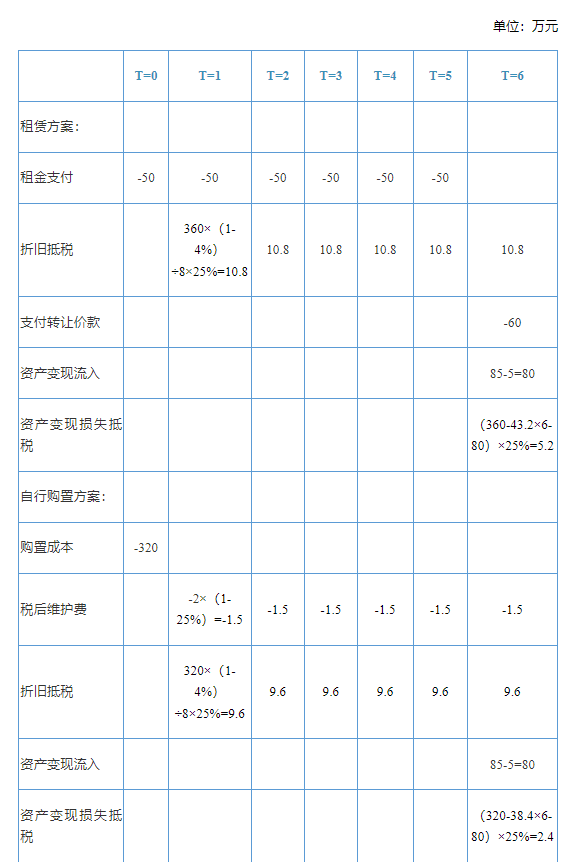 单位：万元
T=0 T=1 T=2 T=3 T=4 T=5 T=6
租赁方案：
租金支付 -50 -50 -50 -50 -50 -50
折旧抵税 360×（1-4%）÷8×25%=10.8 10.8 10.8 10.8 10.8 10.8
支付转让价款 -60
资产变现流入 85-5=80
资产变现损失抵税 （360-43.2×6-80）×25%=5.2
自行购置方案：
购置成本 -320
税后维护费 -2×（1-25%）=-1.5 -1.5 -1.5 -1.5 -1.5 -1.5
折旧抵税 320×（1-4%）÷8×25%=9.6 9.6 9.6 9.6 9.6 9.6
资产变现流入 85-5=80
资产变现损失抵税 （320-38.4×6-80）×25%=2.4